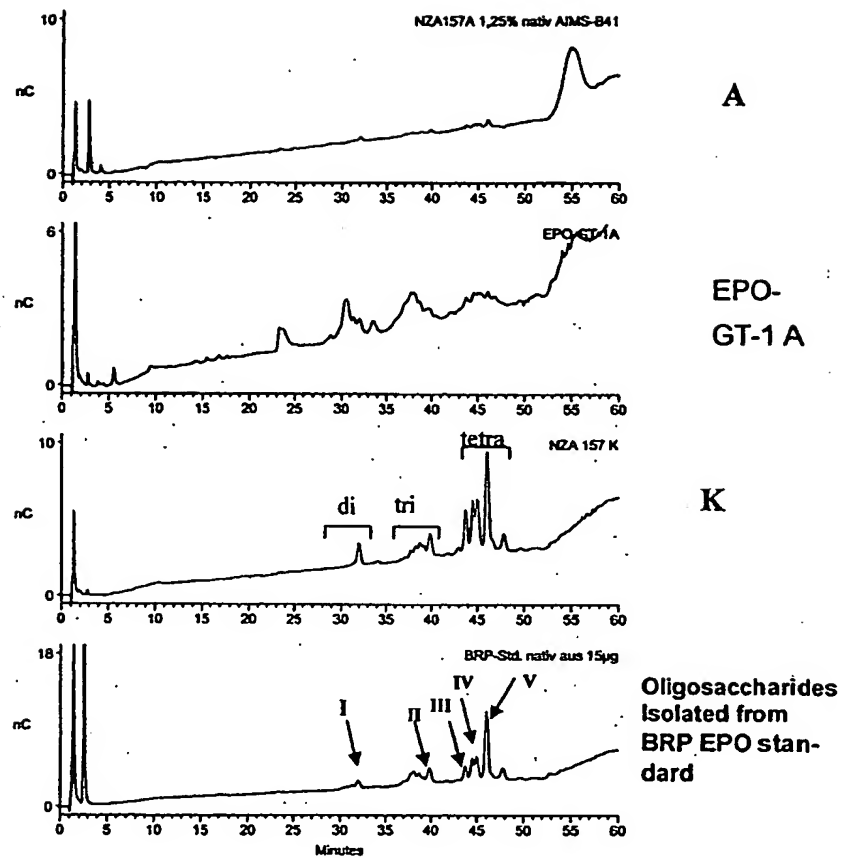 10
NZA157A 1,25% nativ AIMS-B41
nC
A
0
0 5 10 15 20 25 30 35 40 45 50 55 60
6
EPO-GT-1A
nC
EPO-
GT-1 A
0
0 5 10 15 20 25 30 35 40 45 50 55 60
10
tetra
NZA 157 K
di tri
nC
K
0
0 5 10 15 20 25 30 35 40 45 50 55 60
18
BRP-Std. nativ aus 15µg
I II III IV V
nC
Oligosaccharides
Isolated from
BRP EPO stan-
dard
0
0 5 10 15 20 25 30 35 40 45 50 55 60
Minutes